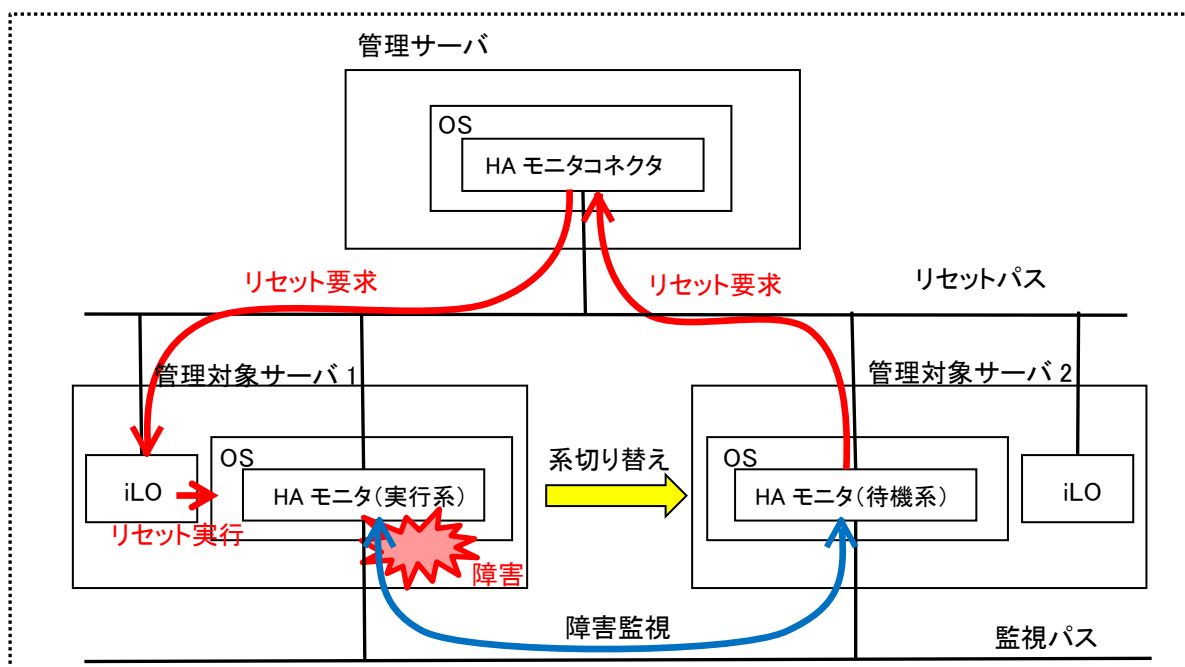 管理サーバ
OS
HA モニタコネクタ
リセット要求
リセット要求
リセットパス
管理対象サーバ 1
管理対象サーバ 2
OS
系切り替え
OS
iLO
HA モニタ(実行系)
HA モニタ(待機系)
iLO
リセット実行
障害
障害監視
監視パス